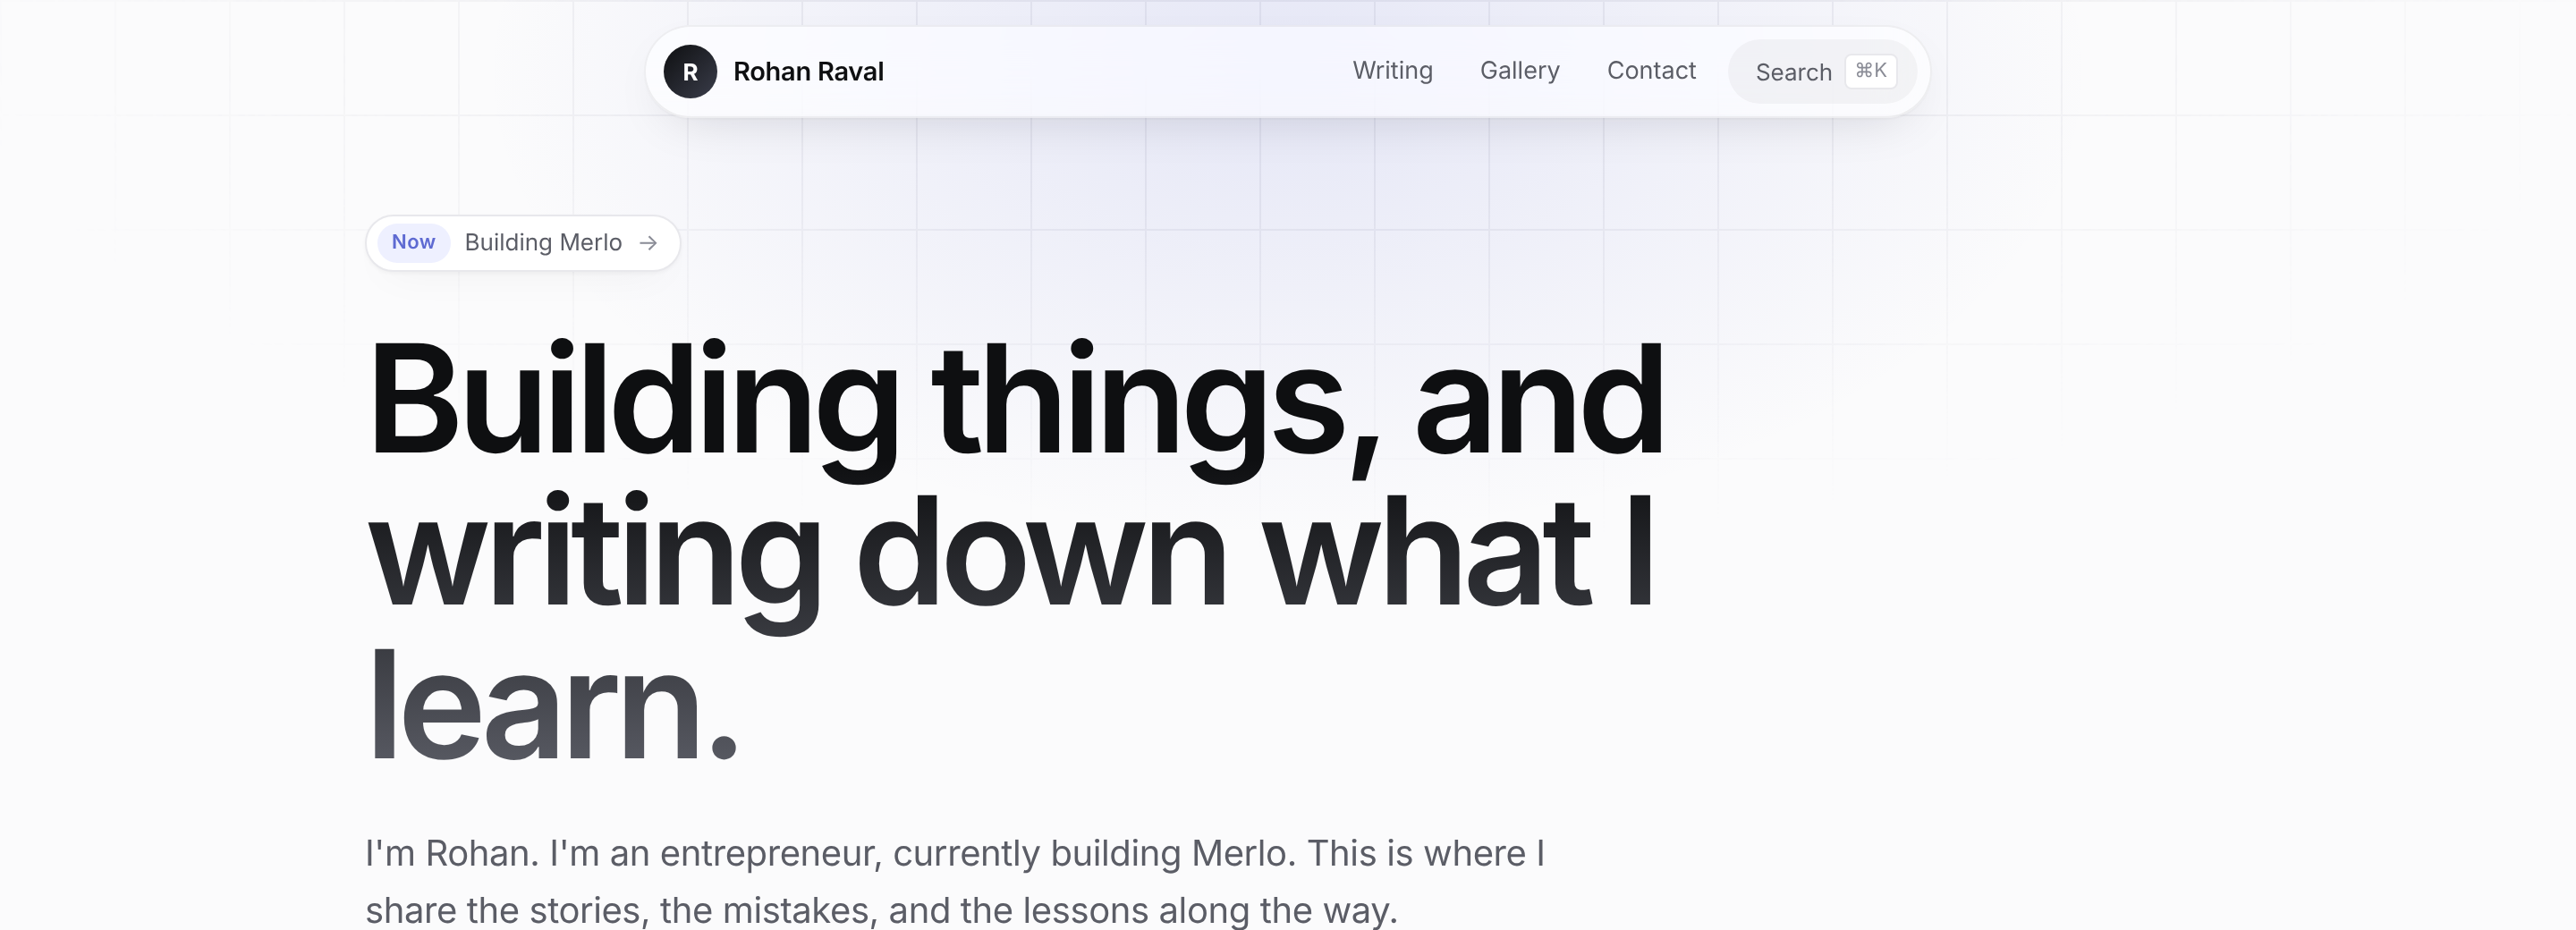 R Rohan Raval Writing Gallery Contact Search ⌘K
Now Building Merlo →
Building things, and
writing down what I
learn.
I'm Rohan. I'm an entrepreneur, currently building Merlo. This is where I
share the stories, the mistakes, and the lessons along the way.